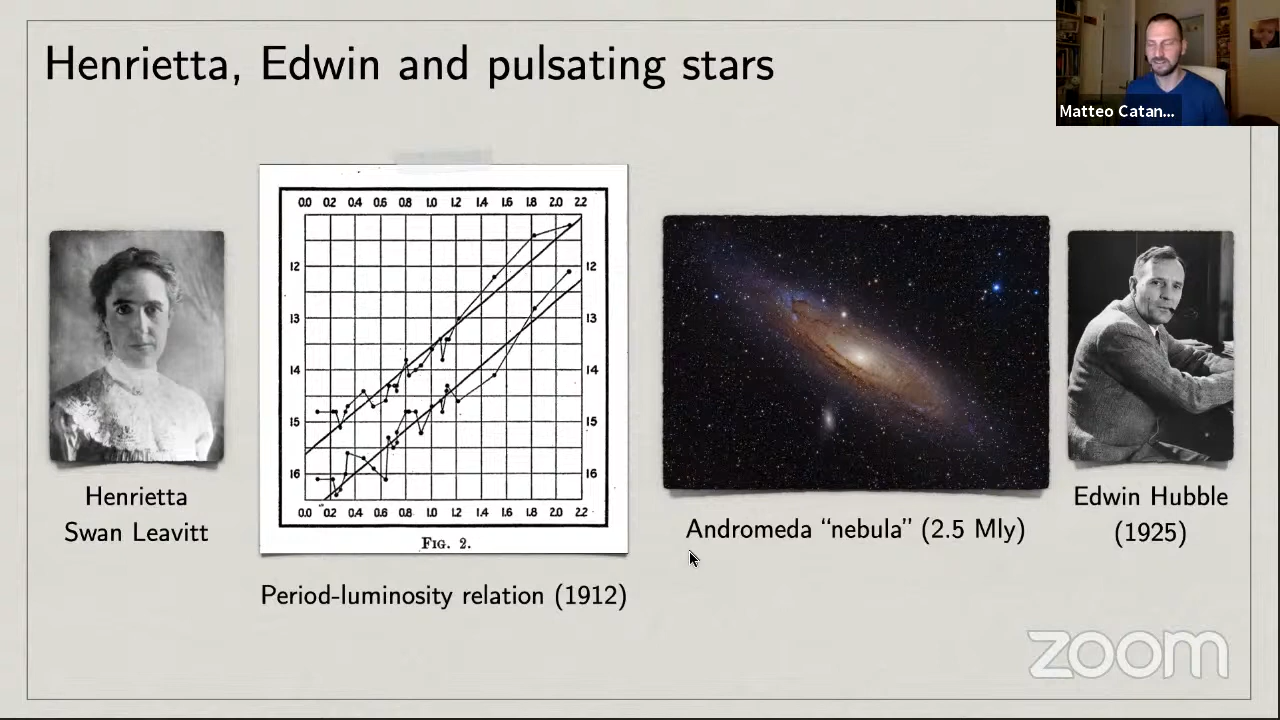 Henrietta, Edwin and pulsating stars
Matteo Catan...
0.0 0.2 0.4 0.6 0.8 1.0 1.2 1.4 1.6 1.8 2.0 2.2
12 12
13 13
14 14
15 15
16 16
0.0 0.2 0.4 0.6 0.8 1.0 1.2 1.4 1.6 1.8 2.0 2.2
FIG. 2.
Henrietta
Swan Leavitt
Period-luminosity relation (1912)
Andromeda “nebula” (2.5 Mly)
Edwin Hubble
(1925)
zoom